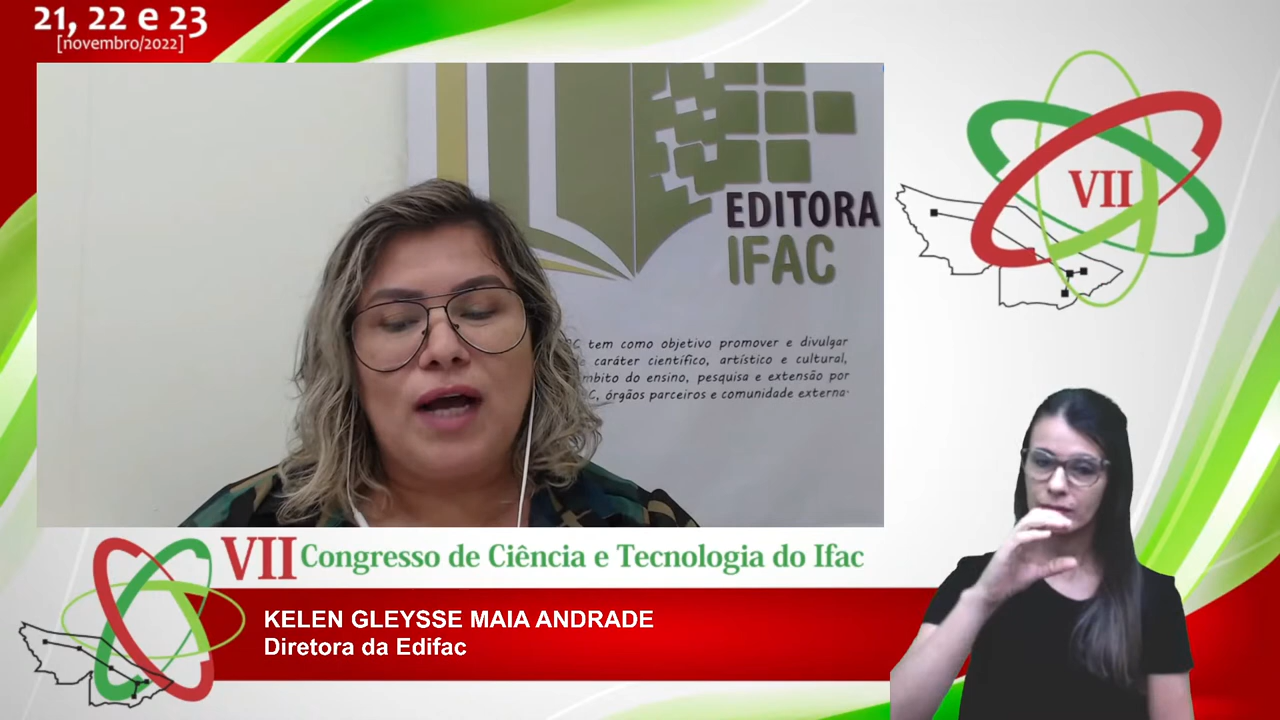 21, 22 e 23
[novembro/2022]
EDITORA
IFAC
tem como objetivo promover e divulgar
caráter científico, artístico e cultural,
do ensino, pesquisa e extensão por
órgãos parceiros e comunidade externa.
VII
VII Congresso de Ciência e Tecnologia do Ifac
KELEN GLEYSSE MAIA ANDRADE
Diretora da Edifac